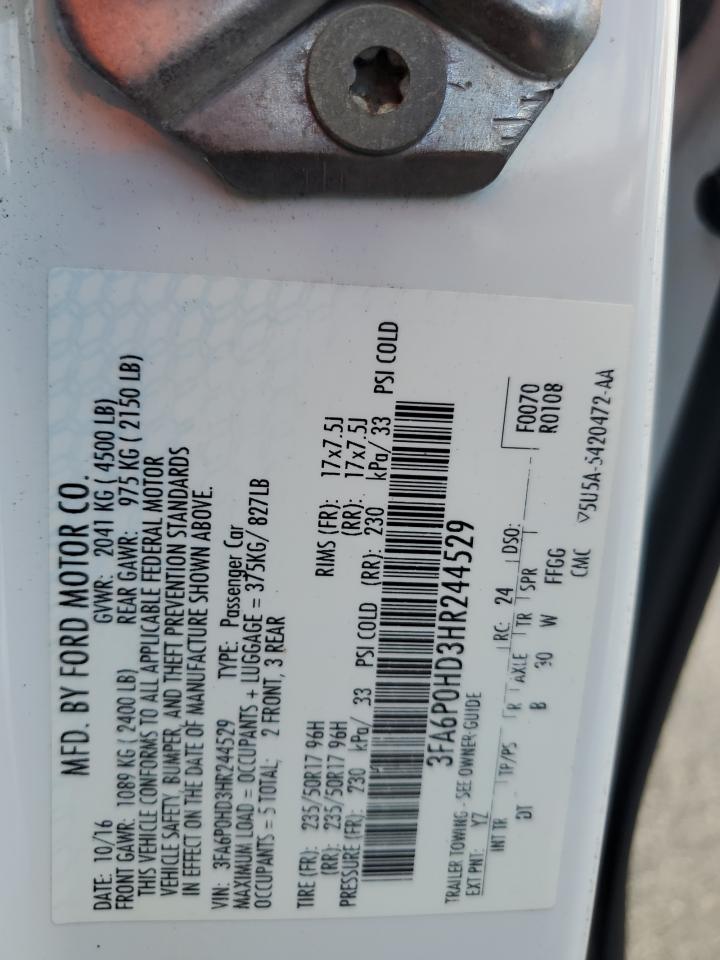 MFD. BY FORD MOTOR CO.
DATE: 10/16 GVWR: 2041 KG ( 4500 LB)
FRONT GAWR: 1089 KG ( 2400 LB) REAR GAWR: 975 KG ( 2150 LB)
THIS VEHICLE CONFORMS TO ALL APPLICABLE FEDERAL MOTOR
VEHICLE SAFETY, BUMPER, AND THEFT PREVENTION STANDARDS
IN EFFECT ON THE DATE OF MANUFACTURE SHOWN ABOVE.
VIN: 3FA6P0HD3HR244529 TYPE: Passenger Car
MAXIMUM LOAD = OCCUPANTS + LUGGAGE = 375KG/ 827LB
OCCUPANTS = 5 TOTAL; 2 FRONT, 3 REAR
TIRE (FR): 235/50R17 96H RIMS (FR): 17x7.5J
(RR): 235/50R17 96H (RR): 17x7.5J
PRESSURE (FR): 230 kPa/ 33 PSI COLD (RR): 230 kPa/ 33 PSI COLD
3FA6P0HD3HR244529
TRAILER TOWING - SEE OWNER GUIDE
EXT PNT: YZ RC: 24 DSO:
INT TR TP/PS R AXLE TR SPR
DT B 30 W FFGG
CMC
F0070
R0108
▽5U5A-5420472-AA